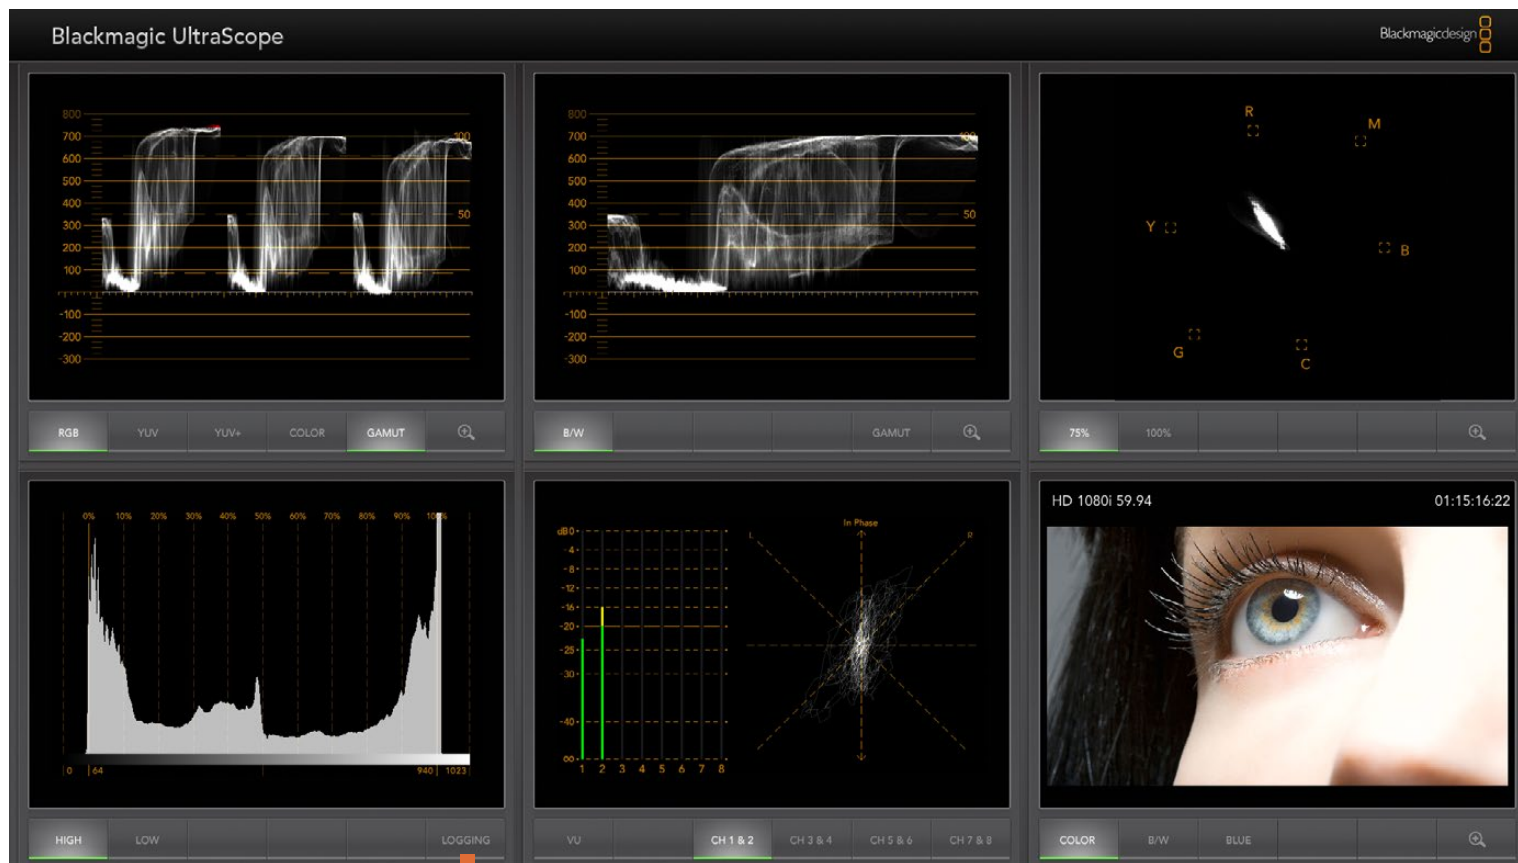 Blackmagic UltraScope
Blackmagicdesign
800
700
600
500
400
300
200
100
-100
-200
-300
100
50
RGB YUV YUV+ COLOR GAMUT
800
700
600
500
400
300
200
100
-100
-200
-300
100
50
B/W GAMUT
R
M
Y
B
G
C
75% 100%
0% 10% 20% 30% 40% 50% 60% 70% 80% 90% 100%
0 64 940 1023
HIGH LOW LOGGING
dB 0
-4
-8
-12
-16
-20
-25
-30
-40
∞
1 2 3 4 5 6 7 8
In Phase
L R
VU CH 1 & 2 CH 3 & 4 CH 5 & 6 CH 7 & 8
HD 1080i 59.94 01:15:16:22
COLOR B/W BLUE